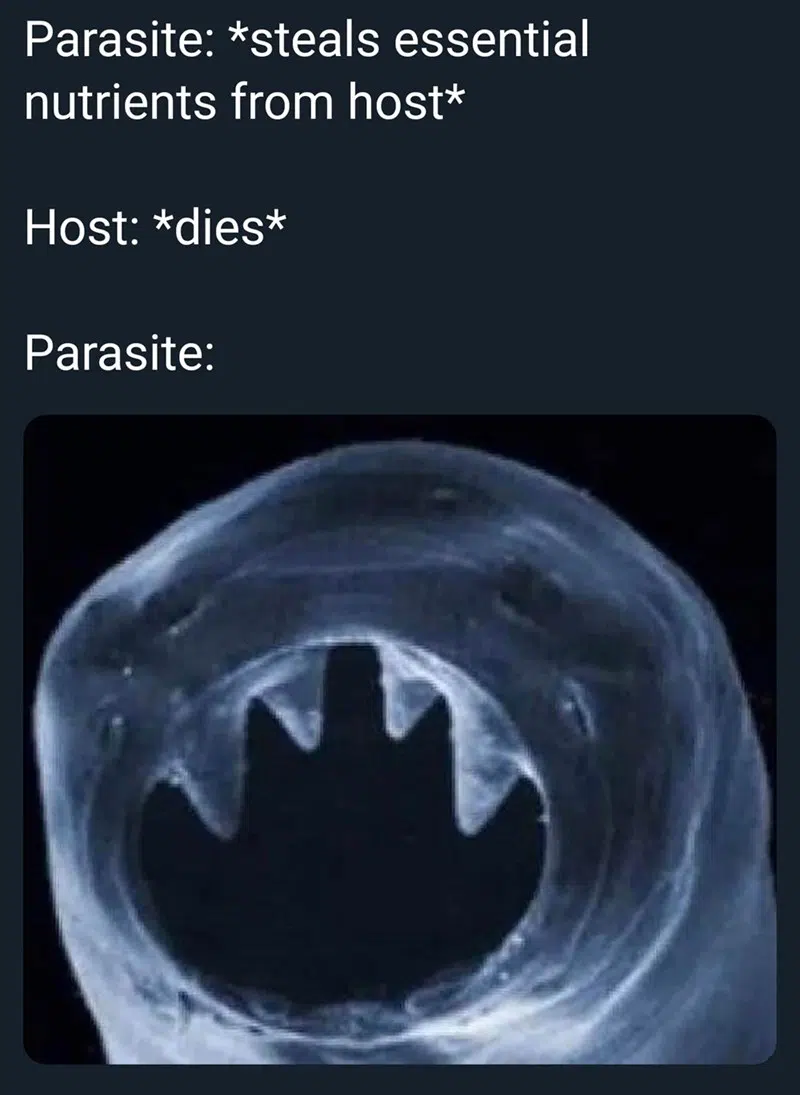 Parasite: *steals essential
nutrients from host*
Host: *dies*
Parasite: